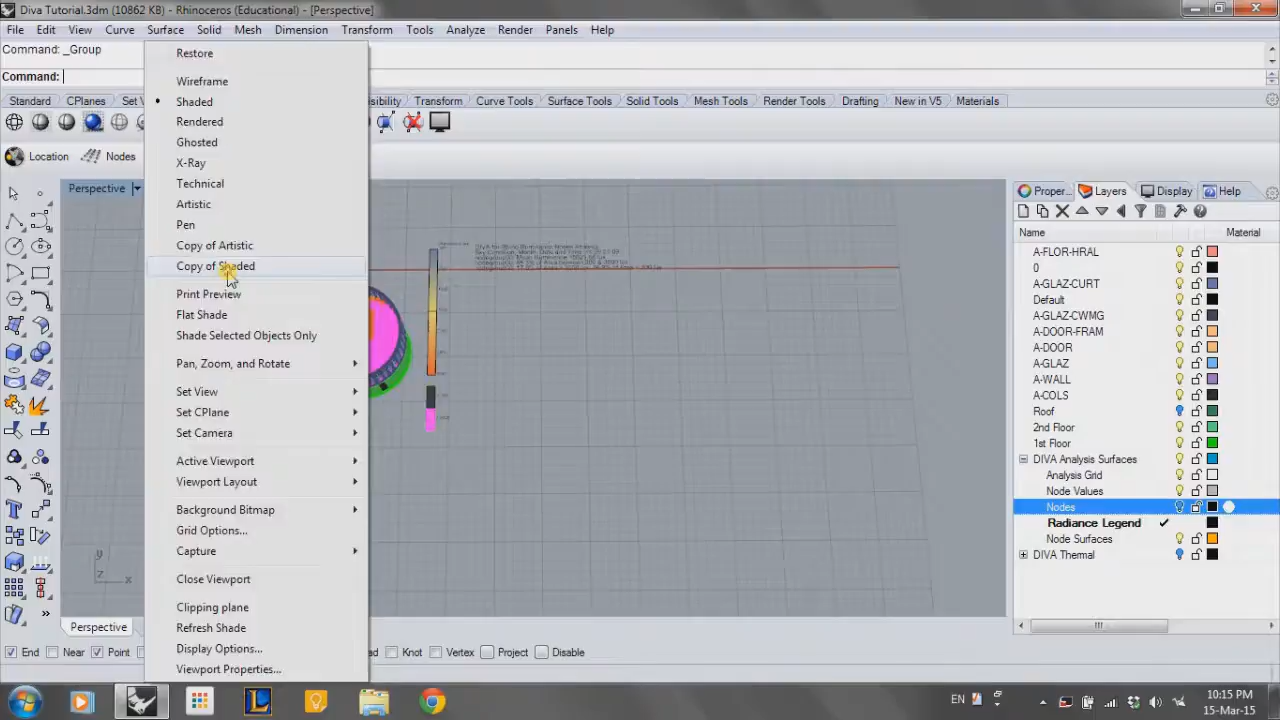 Diva Tutorial.3dm (10862 KB) - Rhinoceros (Educational) - [Perspective]
File Edit View Curve Surface Solid Mesh Dimension Transform Tools Analyze Render Panels Help
Command: _Group
Command:
Standard CPlanes Set V isibility Transform Curve Tools Surface Tools Solid Tools Mesh Tools Render Tools Drafting New in V5 Materials
Location Nodes
Perspective
Restore
Wireframe
Shaded
Rendered
Ghosted
X-Ray
Technical
Artistic
Pen
Copy of Artistic
Copy of Shaded
Print Preview
Flat Shade
Shade Selected Objects Only
Pan, Zoom, and Rotate
Set View
Set CPlane
Set Camera
Active Viewport
Viewport Layout
Background Bitmap
Grid Options...
Capture
Close Viewport
Clipping plane
Refresh Shade
Display Options...
Viewport Properties...
y
z x
Proper... Layers Display Help
Name Material
A-FLOR-HRAL
0
A-GLAZ-CURT
Default
A-GLAZ-CWMG
A-DOOR-FRAM
A-DOOR
A-GLAZ
A-WALL
A-COLS
Roof
2nd Floor
1st Floor
DIVA Analysis Surfaces
Analysis Grid
Node Values
Nodes
Radiance Legend
Node Surfaces
DIVA Thermal
Perspective
End Near Point Knot Vertex Project Disable
EN
10:15 PM
15-Mar-15